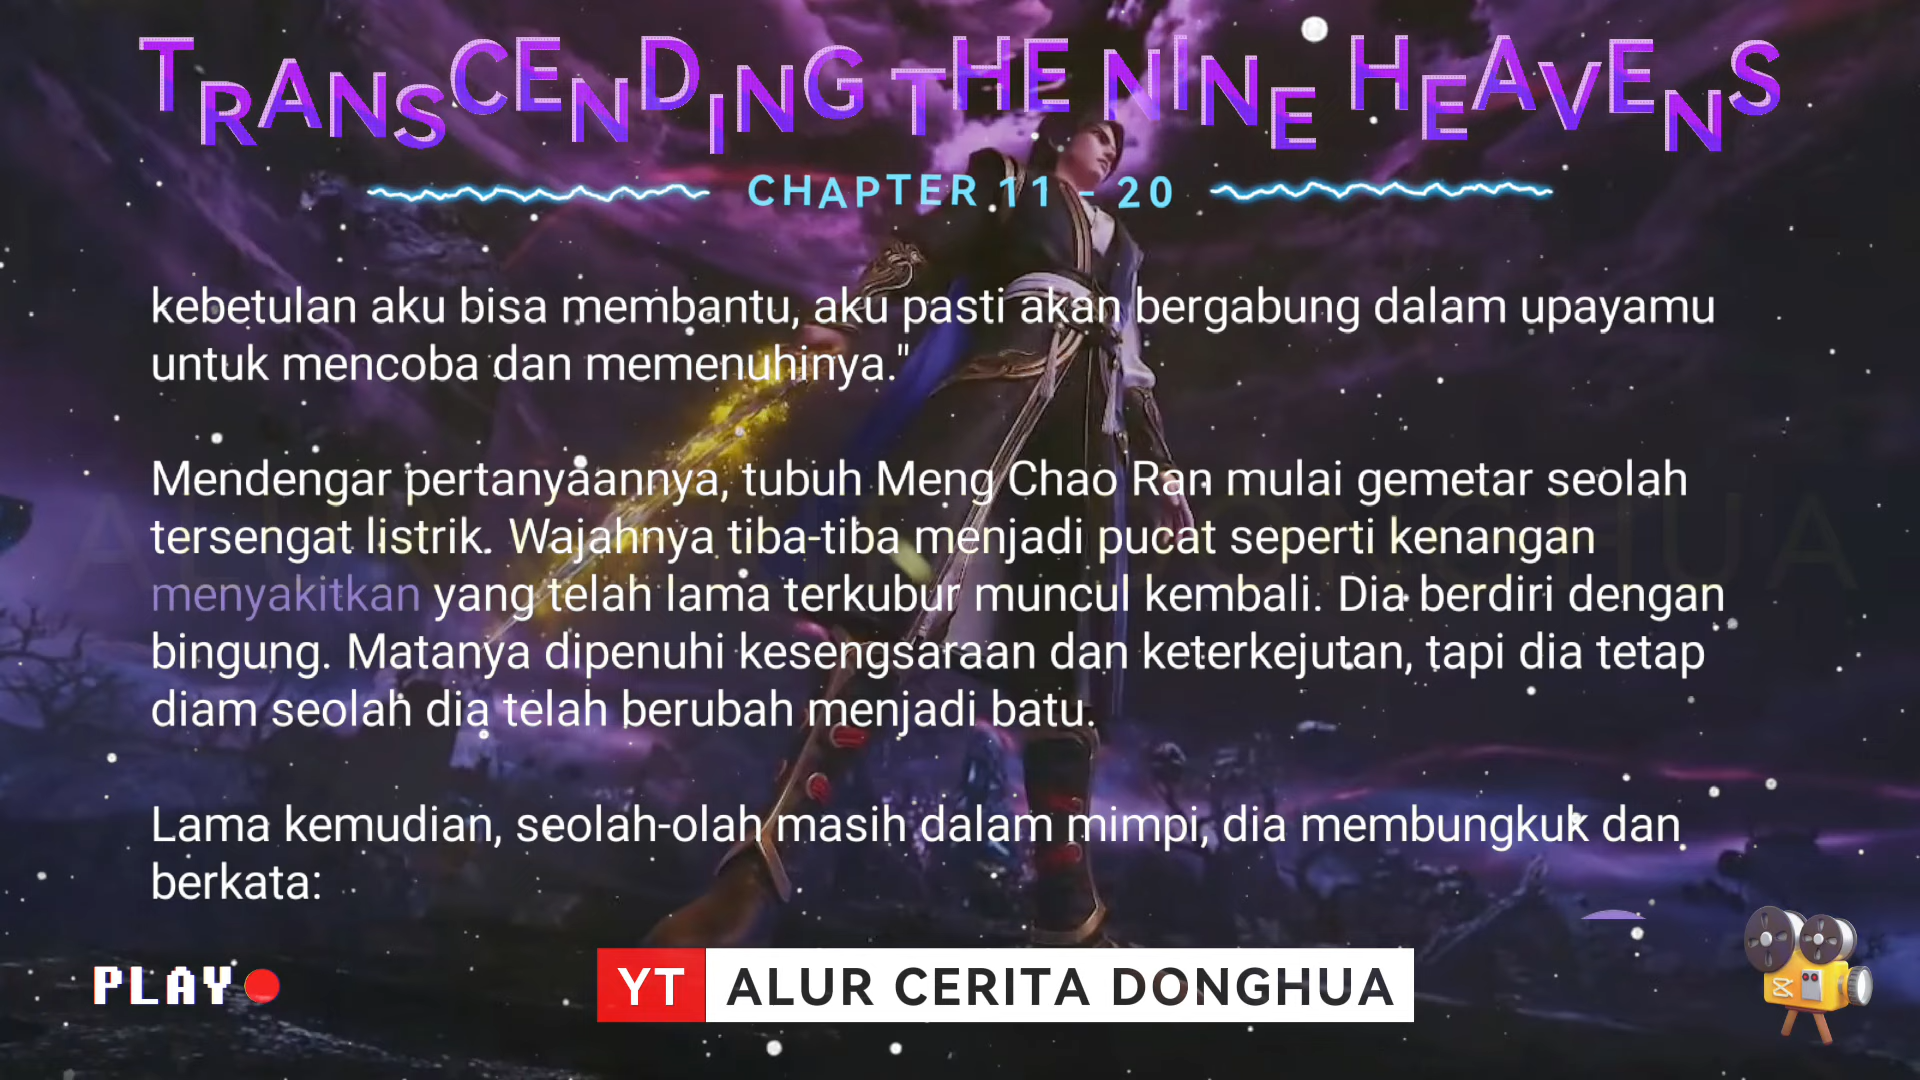 TRANSCENDING THE NINE HEAVENS
CHAPTER 11 - 20
kebetulan aku bisa membantu, aku pasti akan bergabung dalam upayamu
untuk mencoba dan memenuhinya."
Mendengar pertanyaannya, tubuh Meng Chao Ran mulai gemetar seolah
tersengat listrik. Wajahnya tiba-tiba menjadi pucat seperti kenangan
menyakitkan yang telah lama terkubur muncul kembali. Dia berdiri dengan
bingung. Matanya dipenuhi kesengsaraan dan keterkejutan, tapi dia tetap
diam seolah dia telah berubah menjadi batu.
Lama kemudian, seolah-olah masih dalam mimpi, dia membungkuk dan
berkata:
PLAY
YT ALUR CERITA DONGHUA